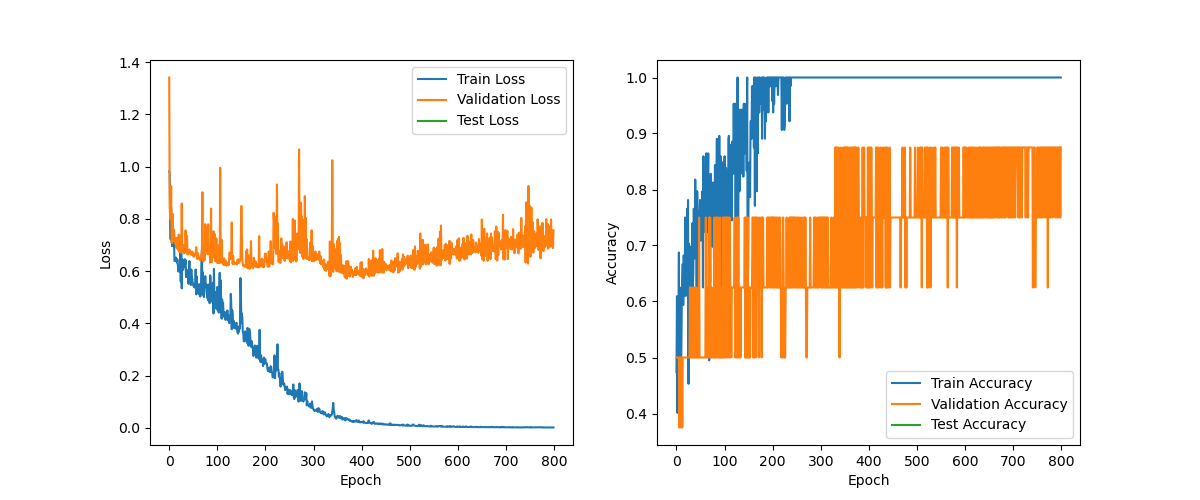 1.4
1.2
1.0
0.8
0.6
0.4
0.2
0.0
Loss
0 100 200 300 400 500 600 700 800
Epoch
Train Loss
Validation Loss
Test Loss
1.0
0.9
0.8
0.7
0.6
0.5
0.4
Accuracy
0 100 200 300 400 500 600 700 800
Epoch
Train Accuracy
Validation Accuracy
Test Accuracy